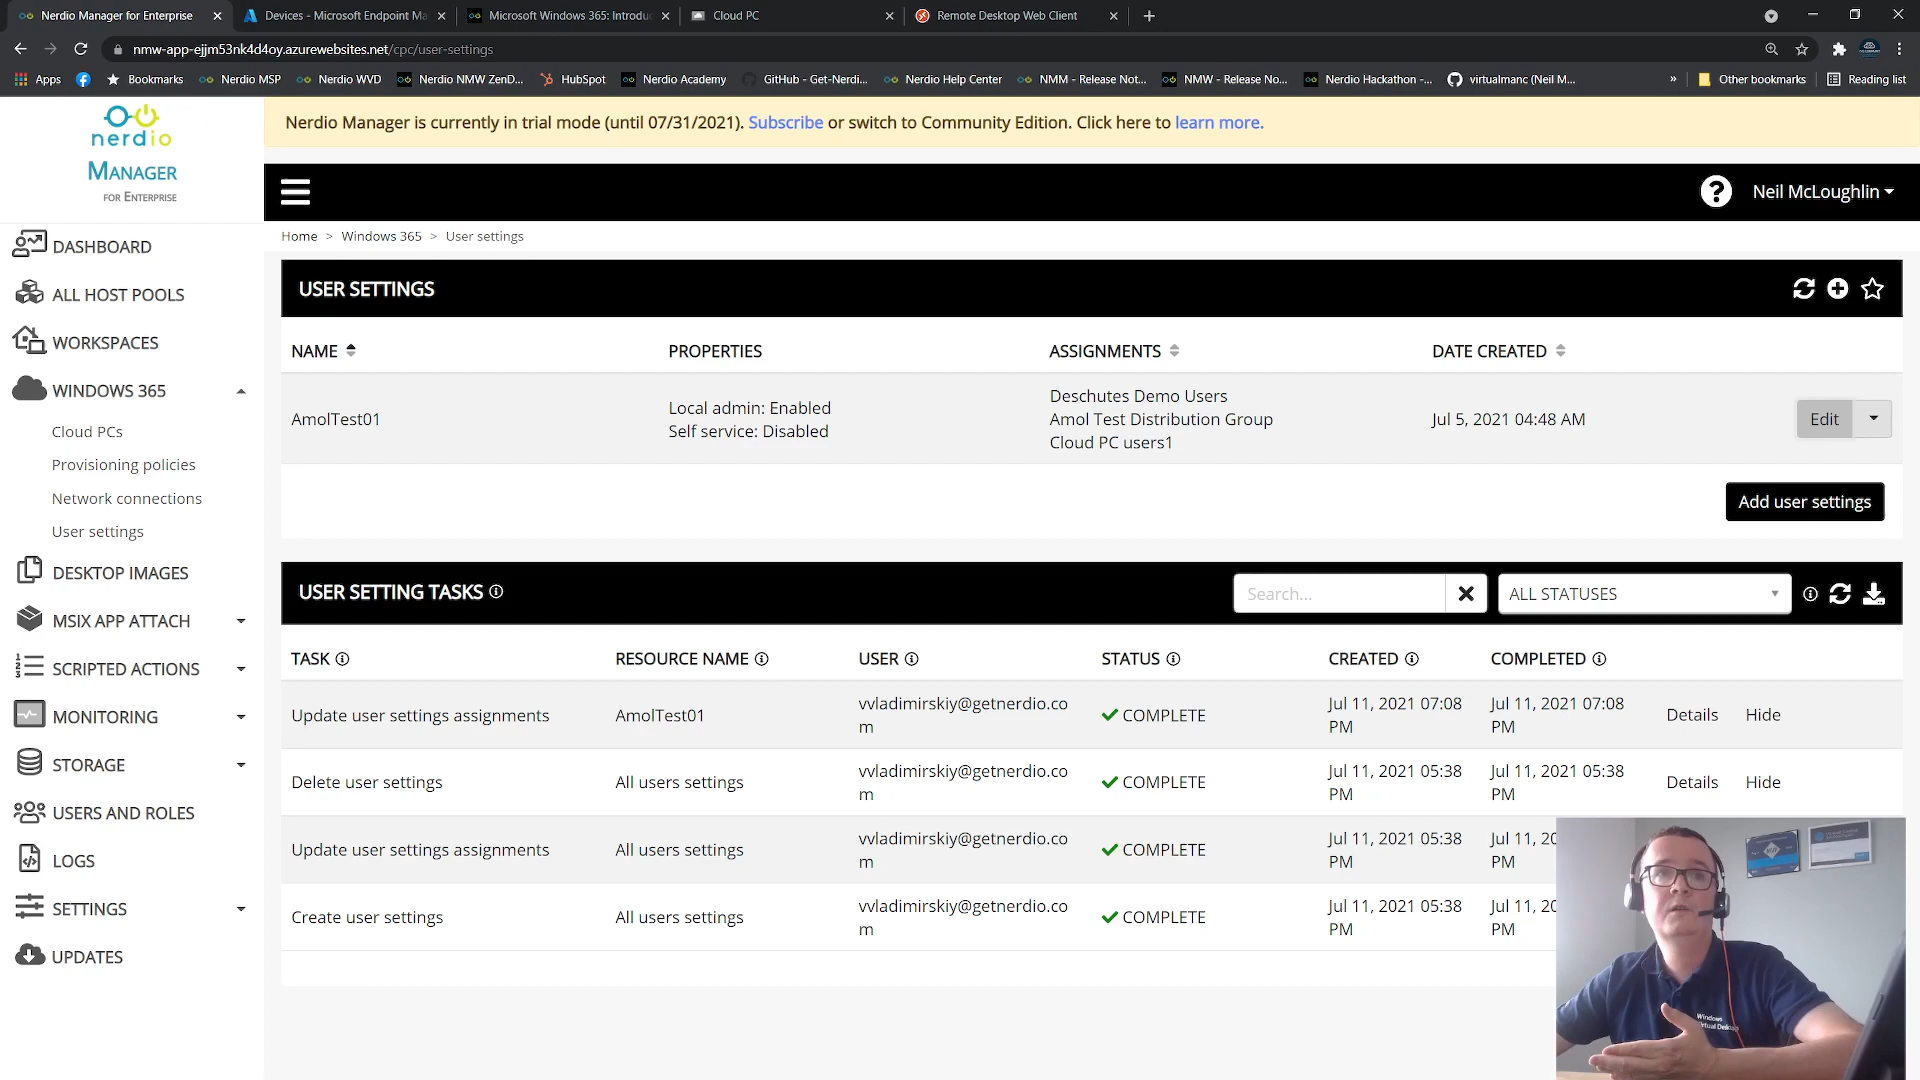 Nerdio Manager for Enterprise
Devices - Microsoft Endpoint Ma
Microsoft Windows 365: Introduc
Cloud PC
Remote Desktop Web Client
nmw-app-ejjm53nk4d4oy.azurewebsites.net/cpc/user-settings
Apps
Bookmarks
Nerdio MSP
Nerdio WVD
Nerdio NMW ZenD...
HubSpot
Nerdio Academy
GitHub - Get-Nerdi...
Nerdio Help Center
NMM - Release Not...
NMW - Release No...
Nerdio Hackathon -...
virtualmanc (Neil M...
»
Other bookmarks
Reading list
nerdio
MANAGER
FOR ENTERPRISE
Nerdio Manager is currently in trial mode (until 07/31/2021). Subscribe or switch to Community Edition. Click here to learn more.
? Neil McLoughlin
DASHBOARD
ALL HOST POOLS
WORKSPACES
WINDOWS 365
Cloud PCs
Provisioning policies
Network connections
User settings
DESKTOP IMAGES
MSIX APP ATTACH
SCRIPTED ACTIONS
MONITORING
STORAGE
USERS AND ROLES
LOGS
SETTINGS
UPDATES
Home > Windows 365 > User settings
USER SETTINGS
NAME PROPERTIES ASSIGNMENTS DATE CREATED
AmolTest01
Local admin: Enabled
Self service: Disabled
Deschutes Demo Users
Amol Test Distribution Group
Cloud PC users1
Jul 5, 2021 04:48 AM
Edit
Add user settings
USER SETTING TASKS
Search...
ALL STATUSES
TASK RESOURCE NAME USER STATUS CREATED COMPLETED
Update user settings assignments AmolTest01 vvladimirskiy@getnerdio.co COMPLETE Jul 11, 2021 07:08 Jul 11, 2021 07:08 Details Hide
m PM PM
Delete user settings All users settings vvladimirskiy@getnerdio.co COMPLETE Jul 11, 2021 05:38 Jul 11, 2021 05:38 Details Hide
m PM PM
Update user settings assignments All users settings vvladimirskiy@getnerdio.co COMPLETE Jul 11, 2021 05:38 Jul 11, 20
m PM PM
Create user settings All users settings vvladimirskiy@getnerdio.co COMPLETE Jul 11, 2021 05:38 Jul 11, 20
m PM PM
Windows
Virtual Deskt